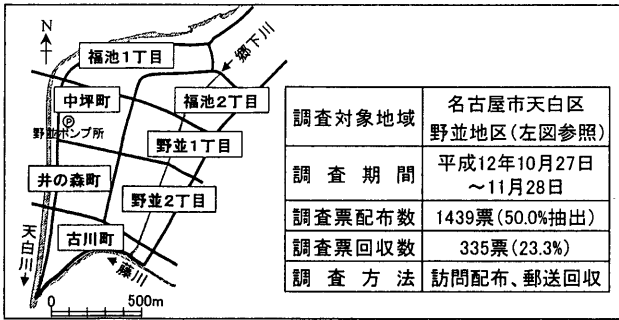 N
福池1丁目
郷下川
中坪町
福池2丁目
Ⓟ
野並ポンプ所
野並1丁目
井の森町
野並2丁目
天白川
古川町
藤川
0 500m
調査対象地域 名古屋市天白区
野並地区(左図参照)
調査期間 平成12年10月27日
~11月28日
調査票配布数 1439票(50.0%抽出)
調査票回収数 335票(23.3%)
調査方法 訪問配布、郵送回収